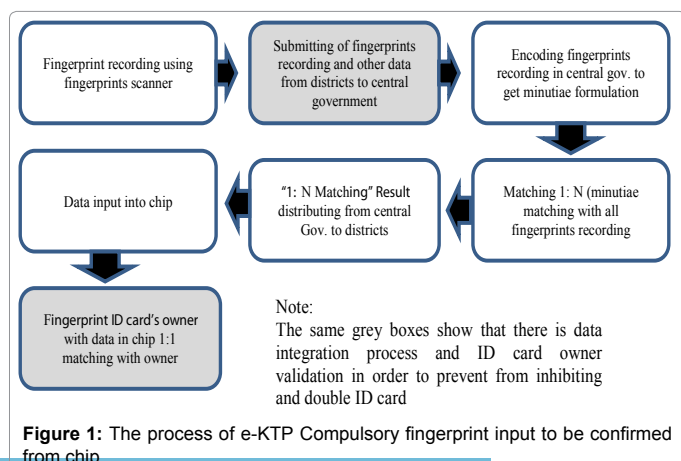 Fingerprint recording using
fingerprints scanner
Submitting of fingerprints
recording and other data
from districts to central
government
Encoding fingerprints
recording in central gov. to
get minutiae formulation
Matching 1: N (minutiae
matching with all
fingerprints recording
"1: N Matching" Result
distributing from central
Gov. to districts
Data input into chip
Fingerprint ID card's owner
with data in chip 1:1
matching with owner
Note:
The same grey boxes show that there is data
integration process and ID card owner
validation in order to prevent from inhibiting
and double ID card
Figure 1: The process of e-KTP Compulsory fingerprint input to be confirmed
from chip